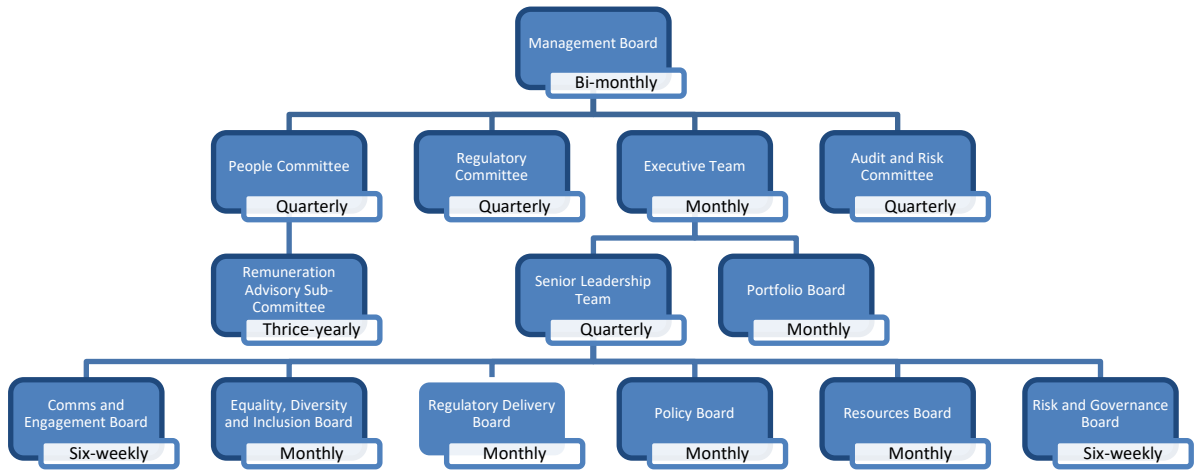 Management Board
Bi-monthly
People Committee
Quarterly
Regulatory
Committee
Quarterly
Executive Team
Monthly
Audit and Risk
Committee
Quarterly
Remuneration
Advisory Sub-
Committee
Thrice-yearly
Senior Leadership
Team
Quarterly
Portfolio Board
Monthly
Comms and
Engagement Board
Six-weekly
Equality, Diversity
and Inclusion Board
Monthly
Regulatory Delivery
Board
Monthly
Policy Board
Monthly
Resources Board
Monthly
Risk and Governance
Board
Six-weekly